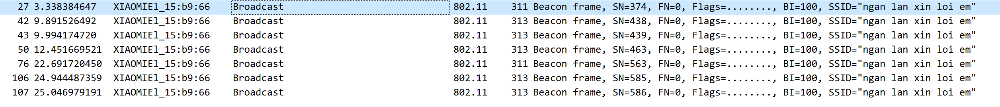 27 3.338384647 XIAOMIEl_15:b9:66 Broadcast 802.11 311 Beacon frame, SN=374, FN=0, Flags=........, BI=100, SSID="ngan lan xin loi em"
42 9.891526492 XIAOMIEl_15:b9:66 Broadcast 802.11 313 Beacon frame, SN=438, FN=0, Flags=........, BI=100, SSID="ngan lan xin loi em"
43 9.994174720 XIAOMIEl_15:b9:66 Broadcast 802.11 313 Beacon frame, SN=439, FN=0, Flags=........, BI=100, SSID="ngan lan xin loi em"
50 12.451669521 XIAOMIEl_15:b9:66 Broadcast 802.11 313 Beacon frame, SN=463, FN=0, Flags=........, BI=100, SSID="ngan lan xin loi em"
76 22.691720450 XIAOMIEl_15:b9:66 Broadcast 802.11 311 Beacon frame, SN=563, FN=0, Flags=........, BI=100, SSID="ngan lan xin loi em"
106 24.944487359 XIAOMIEl_15:b9:66 Broadcast 802.11 313 Beacon frame, SN=585, FN=0, Flags=........, BI=100, SSID="ngan lan xin loi em"
107 25.046979191 XIAOMIEl_15:b9:66 Broadcast 802.11 313 Beacon frame, SN=586, FN=0, Flags=........, BI=100, SSID="ngan lan xin loi em"